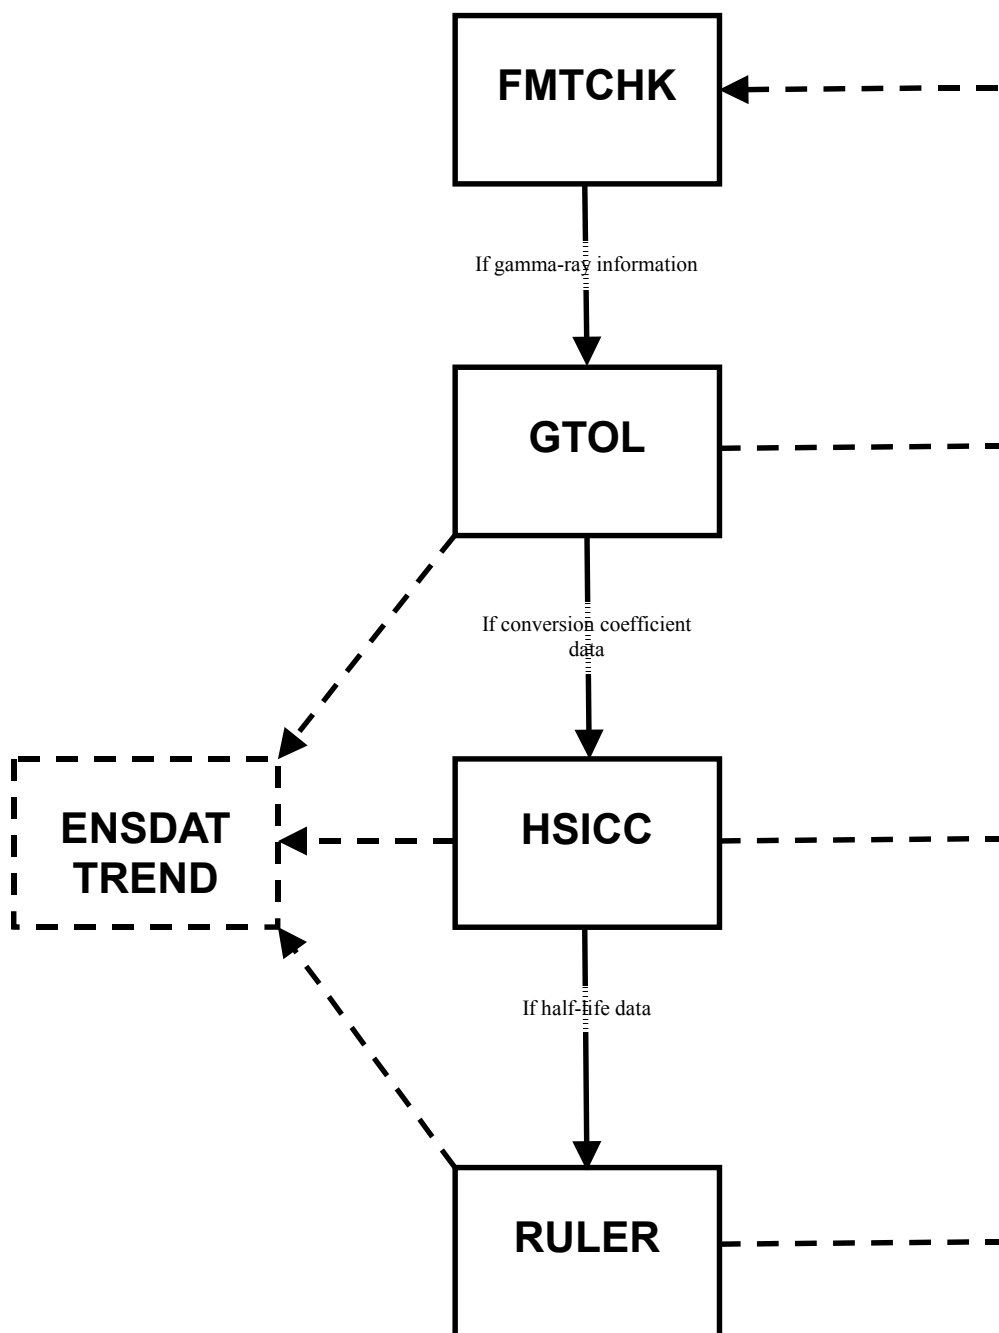 FMTCHK
If gamma-ray information
GTOL
If conversion coefficient
data
ENSDAT
TREND
HSICC
If half-life data
RULER